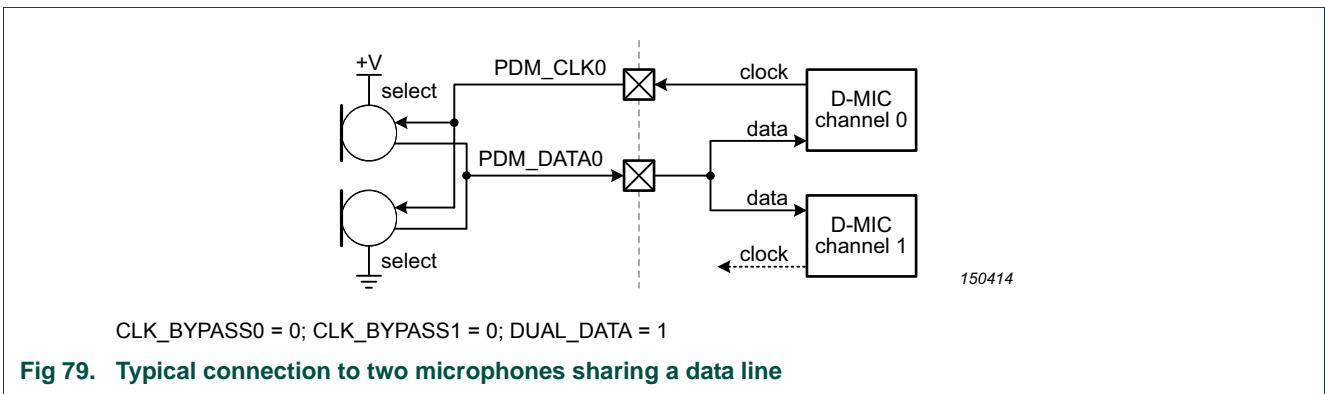 +V
select
PDM_CLK0
clock
D-MIC
channel 0
data
PDM_DATA0
data
D-MIC
channel 1
clock
select
150414
CLK_BYPASS0 = 0; CLK_BYPASS1 = 0; DUAL_DATA = 1
Fig 79. Typical connection to two microphones sharing a data line